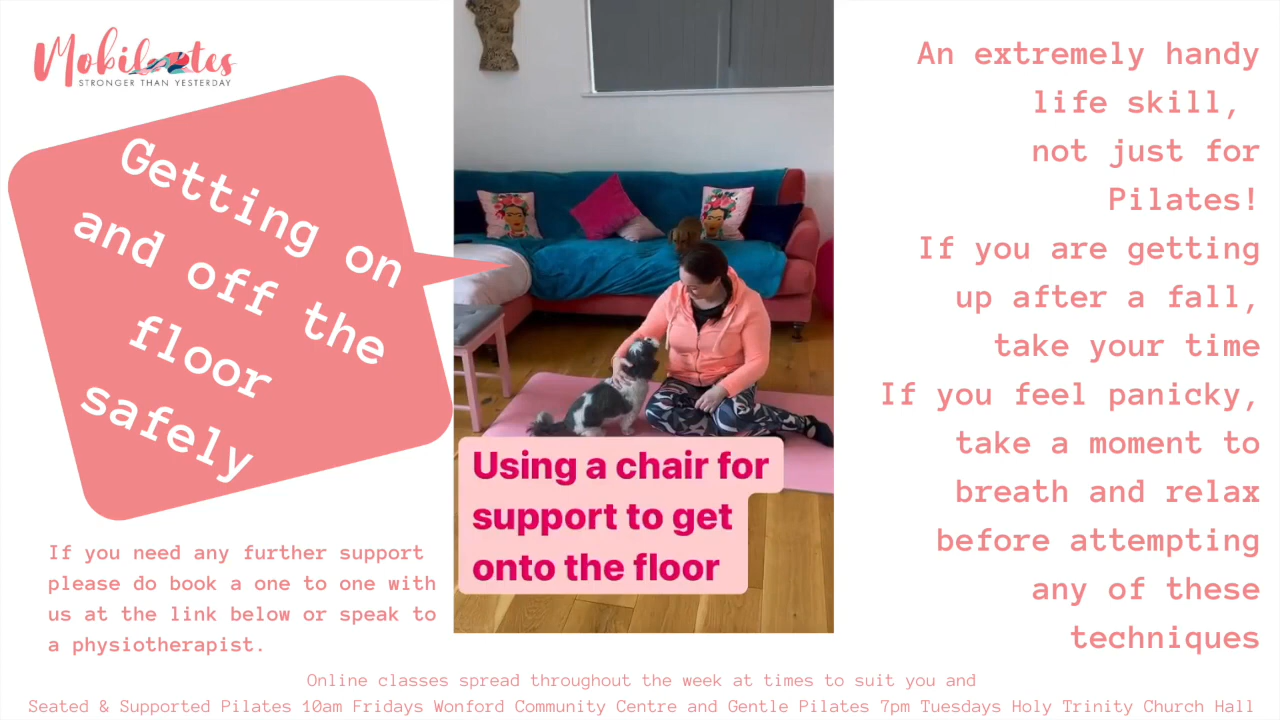 Mobilates
STRONGER THAN YESTERDAY
Getting on
and off the
floor
safely
If you need any further support
please do book a one to one with
us at the link below or speak to
a physiotherapist.
Using a chair for
support to get
onto the floor
An extremely handy
life skill,
not just for
Pilates!
If you are getting
up after a fall,
take your time
If you feel panicky,
take a moment to
breath and relax
before attempting
any of these
techniques
Online classes spread throughout the week at times to suit you and
Seated & Supported Pilates 10am Fridays Wonford Community Centre and Gentle Pilates 7pm Tuesdays Holy Trinity Church Hall